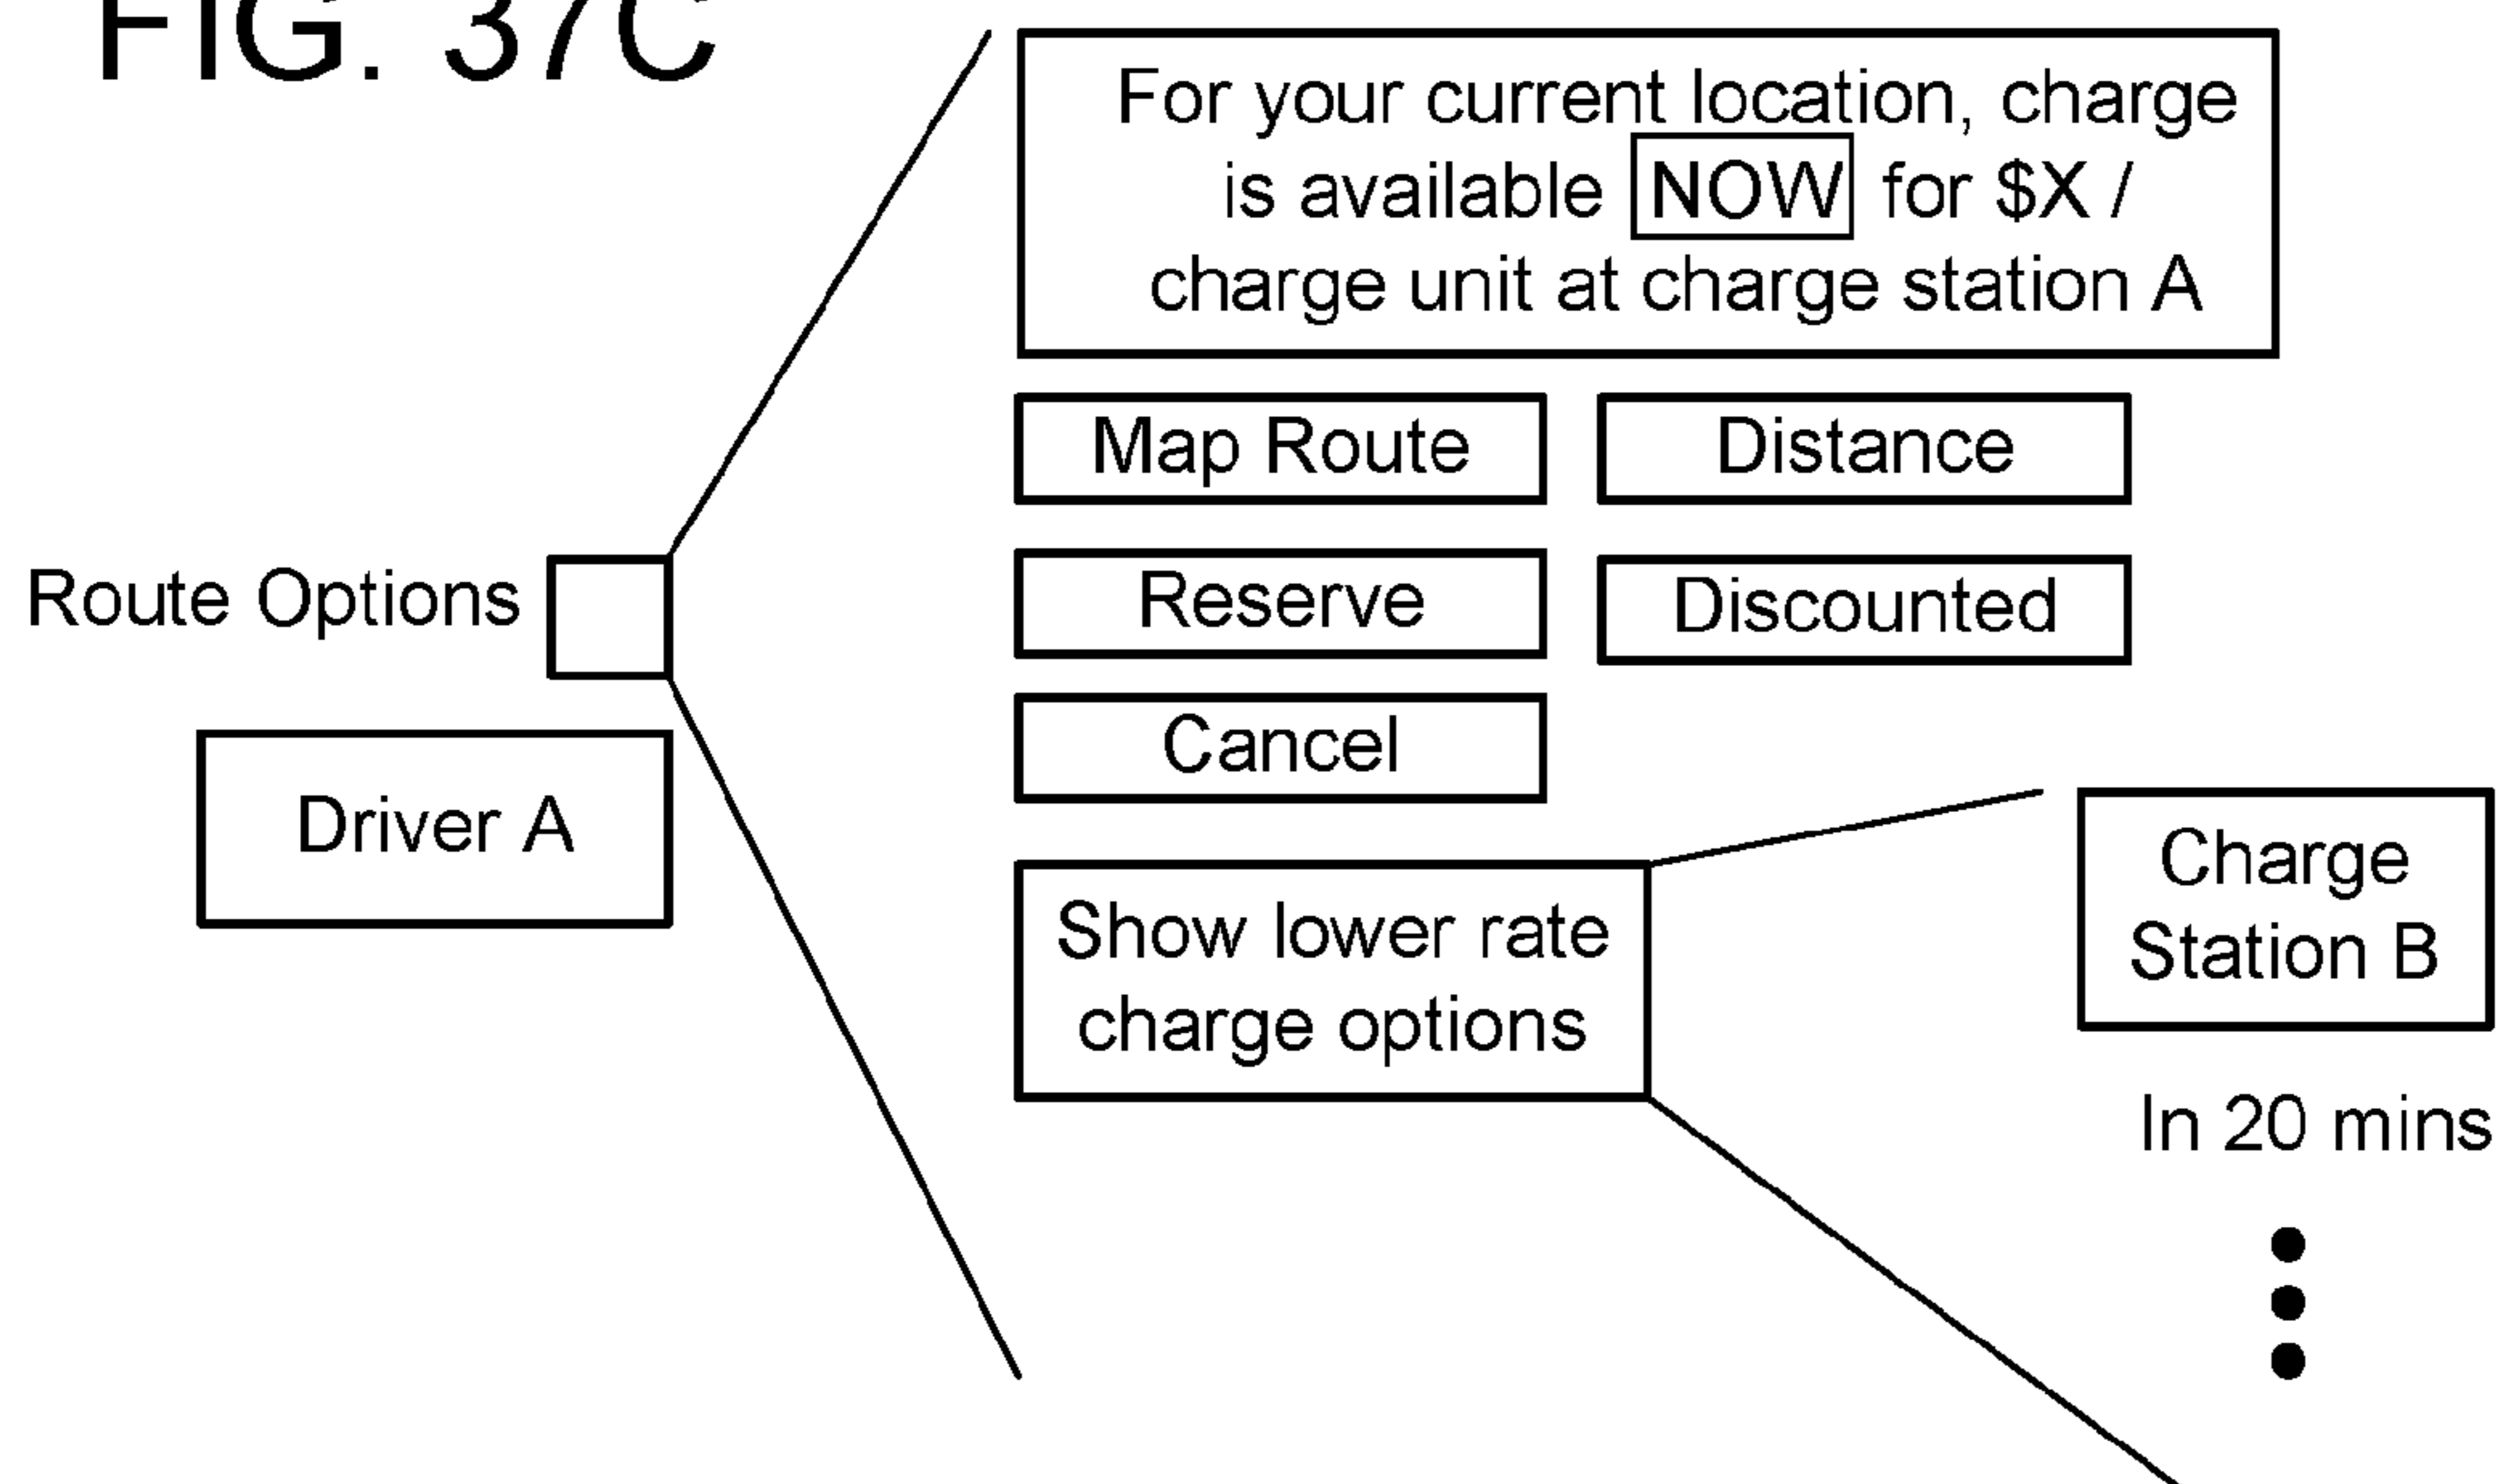 FIG. 37C
For your current location, charge
is available NOW for $X /
charge unit at charge station A
Map Route
Distance
Route Options
Reserve
Discounted
Cancel
Driver A
Show lower rate
charge options
Charge
Station B
In 20 mins